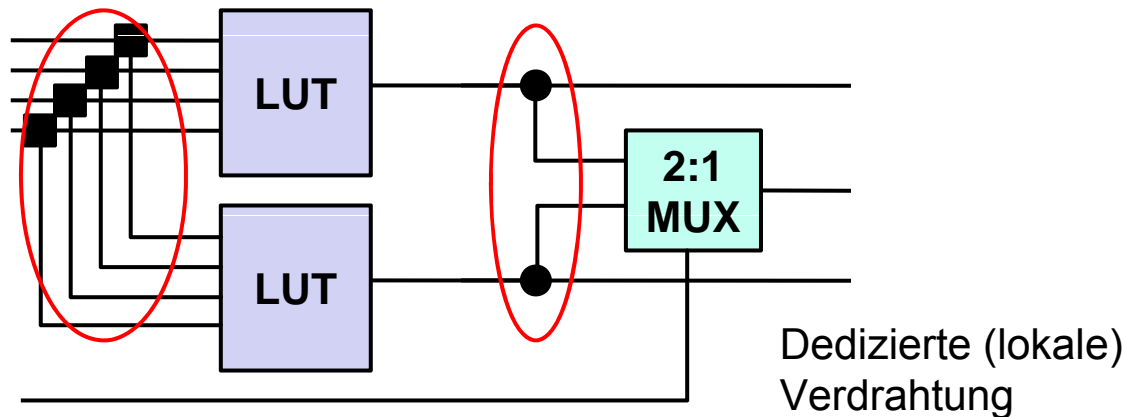 LUT
2:1
MUX
LUT
Dedizierte (lokale)
Verdrahtung